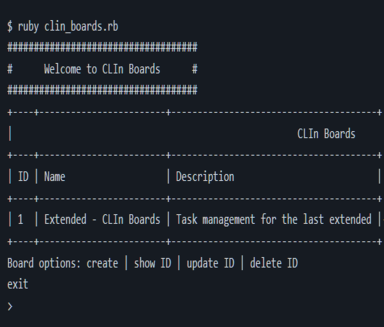 $ ruby clin_boards.rb
####################################
#      Welcome to CLIn Boards      #
####################################
+----+------------------------+---------------------------------------+
| CLIn Boards
+----+------------------------+---------------------------------------+
| ID | Name | Description |
+----+------------------------+---------------------------------------+
| 1 | Extended - CLIn Boards | Task management for the last extended |
+----+------------------------+---------------------------------------+
Board options: create | show ID | update ID | delete ID
exit
>